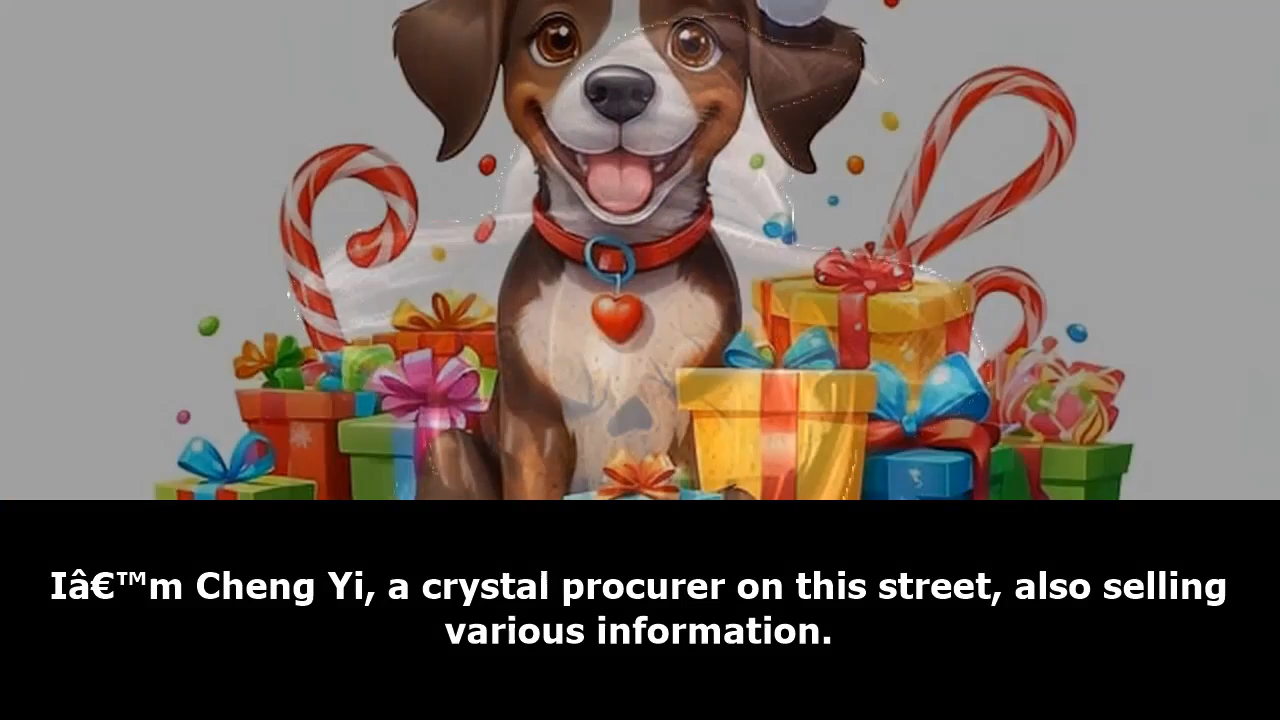 Iâ€™m Cheng Yi, a crystal procurer on this street, also selling
various information.